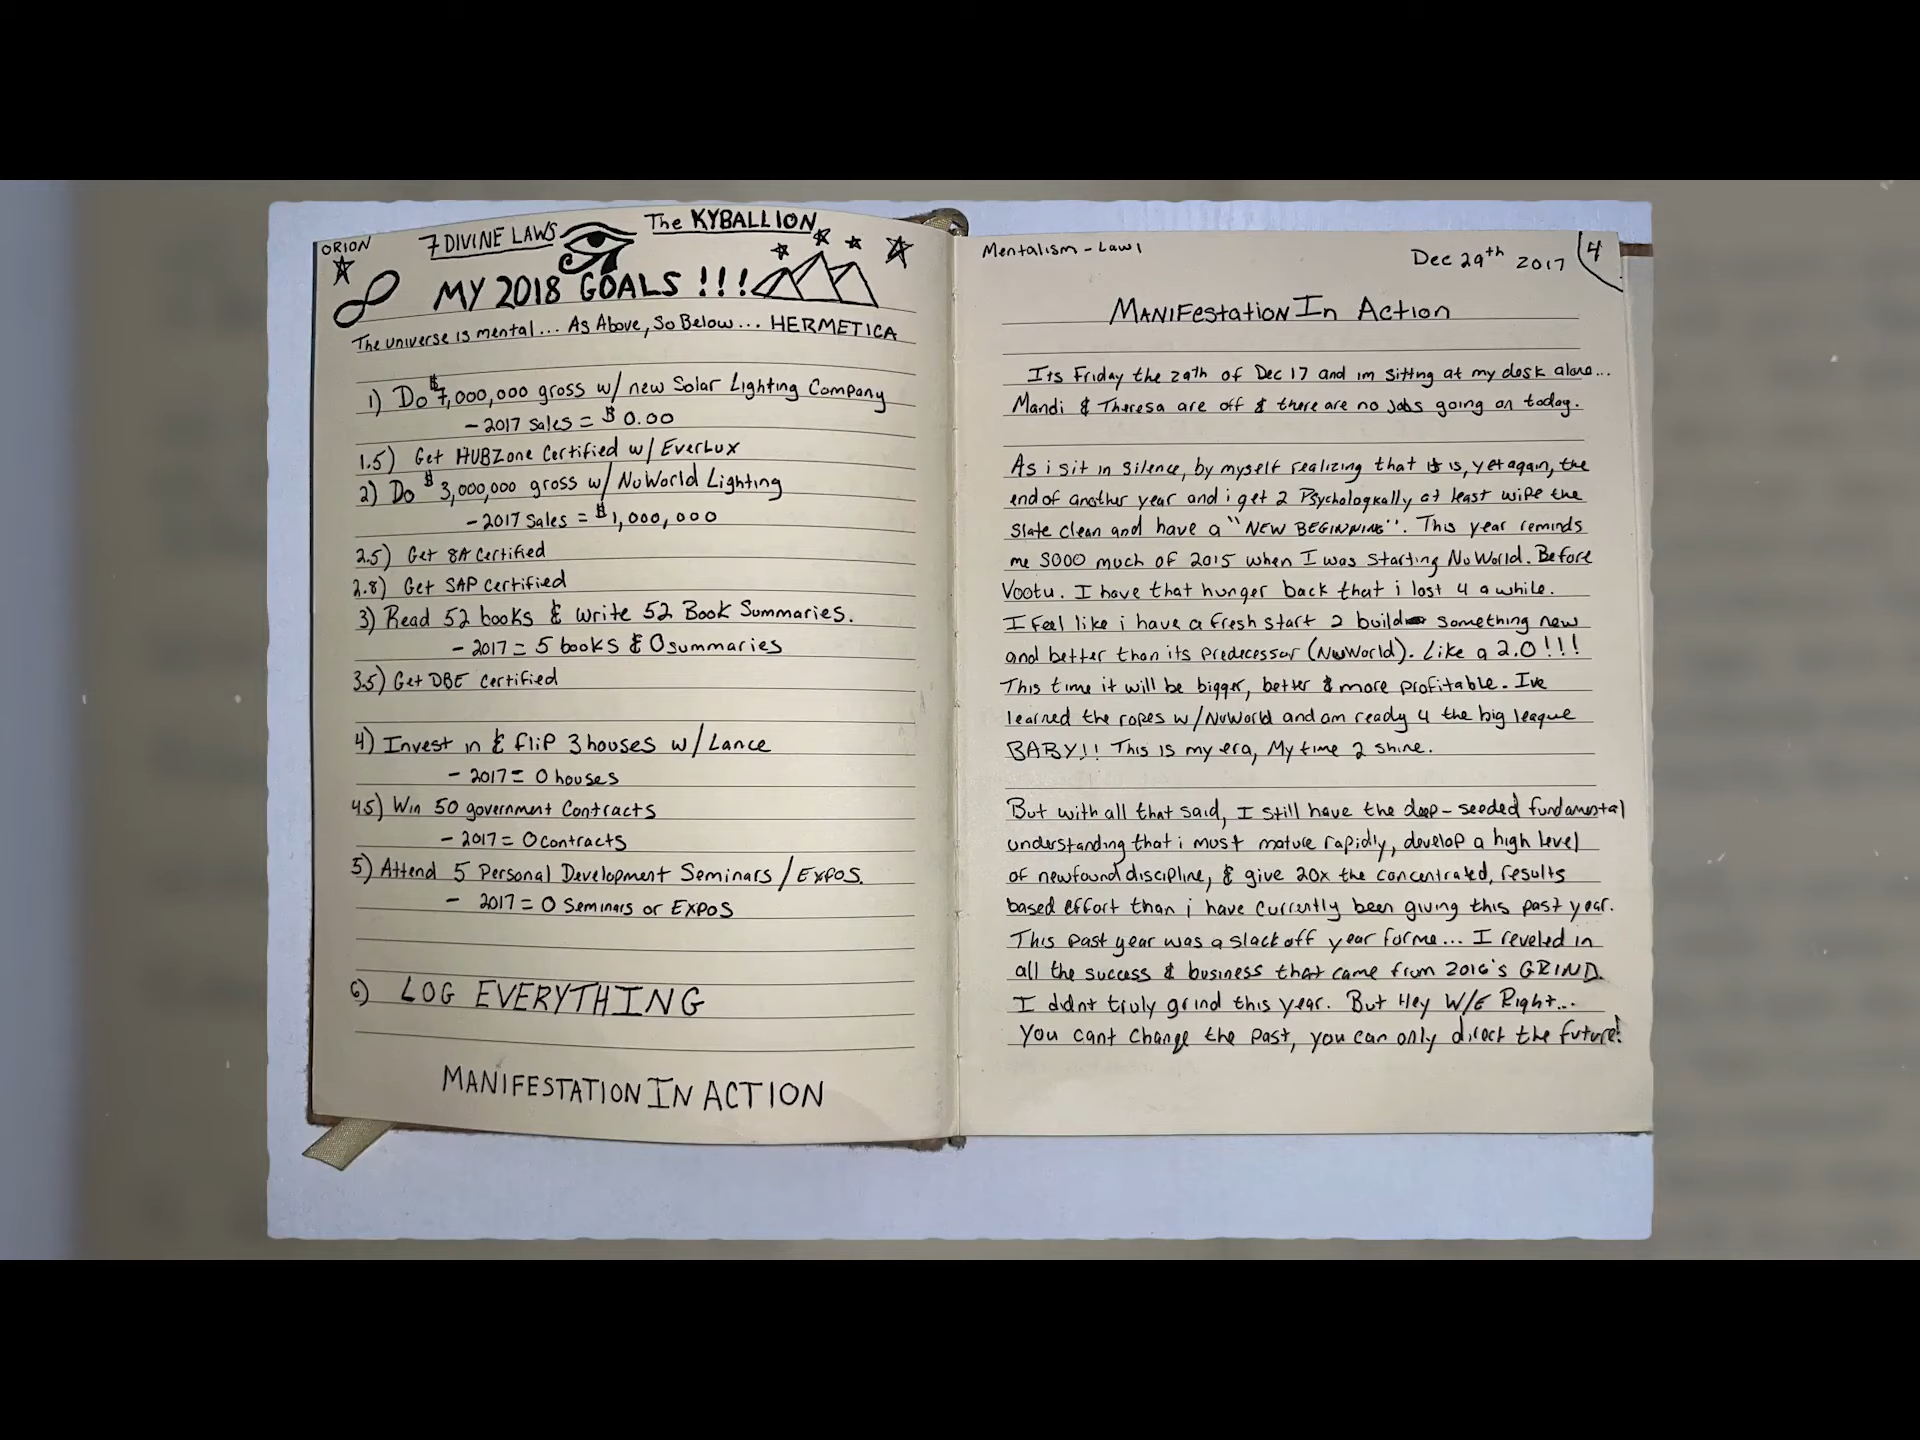 ORION
7 DIVINE LAWS
The KYBALLION
MY 2018 GOALS !!!
The universe is mental... As Above, So Below... HERMETICA
1) Do $7,000,000 gross w/ new Solar Lighting Company
- 2017 Sales = $0.00
1.5) Get HUBZone Certified w/ EverLux
2) Do $3,000,000 gross w/ NuWorld Lighting
- 2017 Sales = $1,000,000
2.5) Get 8A Certified
2.8) Get SAP Certified
3) Read 52 books & Write 52 Book Summaries.
- 2017 = 5 books & 0 summaries
3.5) Get DBE Certified
4) Invest in & Flip 3 houses w/ Lance
- 2017 = 0 houses
4.5) Win 50 government Contracts
- 2017 = 0 contracts
5) Attend 5 Personal Development Seminars / EXPOS.
- 2017 = 0 Seminars or EXPOS
6) LOG EVERYTHING
MANIFESTATION IN ACTION
Mentalism - Law 1
Dec 29th 2017
4
MANIFestation In Action
Its Friday the 29th of Dec 17 and im sitting at my desk alone...
Mandi & Theresa are off & there are no jobs going on today.
As i sit in silence, by myself realizing that it is, yet again, the
end of another year and i get 2 Psychologically at least wipe the
slate clean and have a "NEW BEGINNING". This year reminds
me SOOO much of 2015 when I was Starting NuWorld. Before
Vootu. I have that hunger back that i lost 4 a while.
I feel like i have a fresh start 2 build something new
and better than its predecessor (NuWorld). Like a 2.0!!!
This time it will be bigger, better & more profitable. Ive
learned the ropes w/ NuWorld and am ready 4 the big league
BABY!! This is my era, My time 2 shine.
But with all that said, I still have the deep-seeded fundamental
understanding that i must mature rapidly, develop a high level
of newfound discipline, & give 20x the concentrated, results
based effort than i have currently been giving this past year.
This past year was a slack off year for me... I reveled in
all the success & business that came from 2016's GRIND.
I didnt truly grind this year. But Hey W/E Right...
You cant change the past, you can only direct the future!